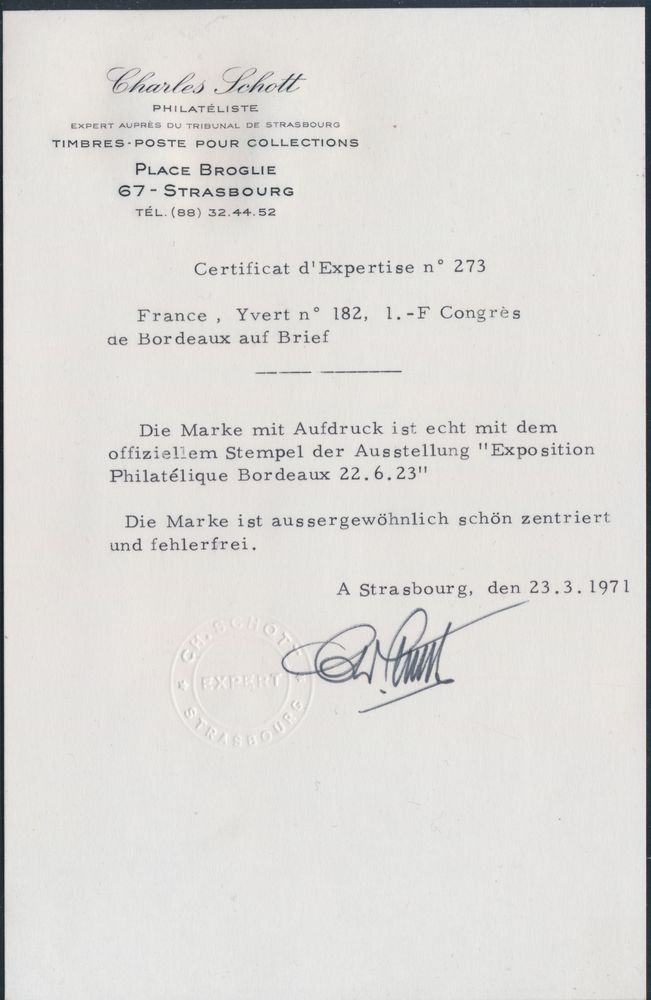 Charles Schott
PHILATÉLISTE
EXPERT AUPRÈS DU TRIBUNAL DE STRASBOURG
TIMBRES-POSTE POUR COLLECTIONS
PLACE BROGLIE
67 - STRASBOURG
TÉL. (88) 32.44.52
Certificat d'Expertise n° 273
France , Yvert n° 182, 1.-F Congrès
de Bordeaux auf Brief
Die Marke mit Aufdruck ist echt mit dem
offiziellem Stempel der Ausstellung "Exposition
Philatélique Bordeaux 22.6.23"
Die Marke ist aussergewöhnlich schön zentriert
und fehlerfrei.
A Strasbourg, den 23.3.1971
CH. SCHOTT
EXPERT
STRASBOURG